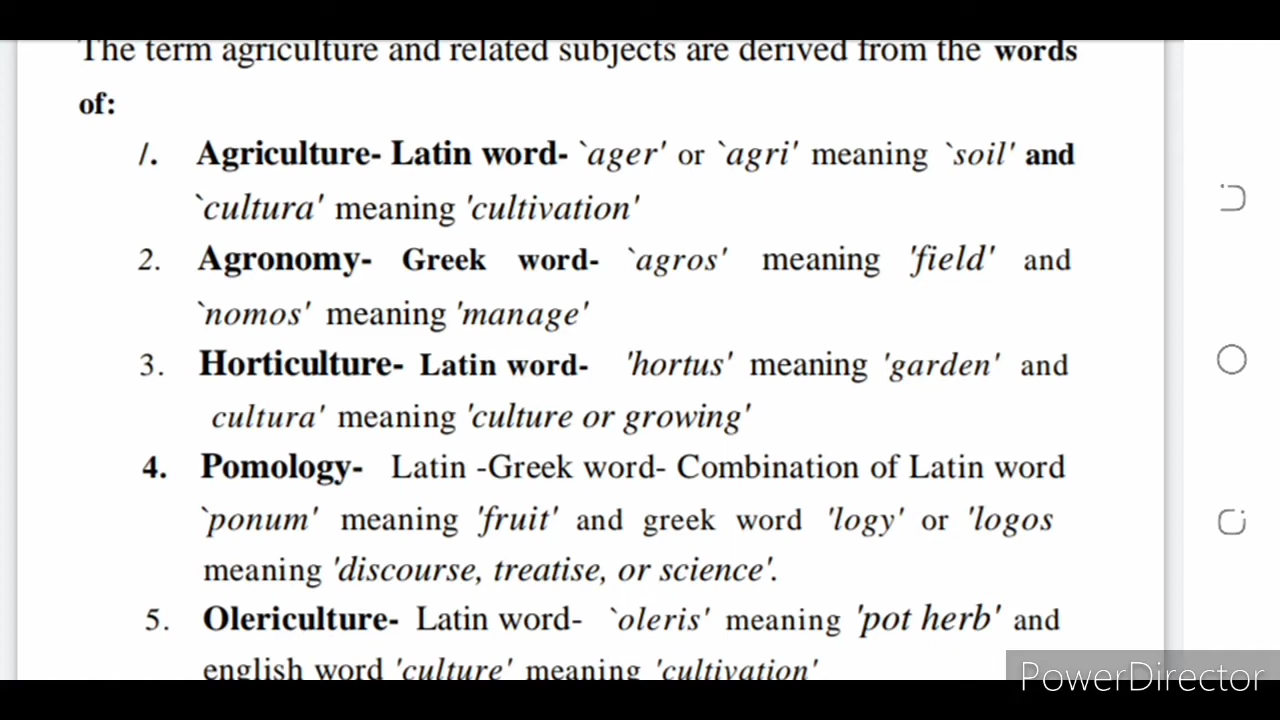 The term agriculture and related subjects are derived from the words
of:
1. Agriculture- Latin word- `ager' or `agri' meaning `soil' and
`cultura' meaning 'cultivation'
2. Agronomy- Greek word- `agros' meaning 'field' and
`nomos' meaning 'manage'
3. Horticulture- Latin word- 'hortus' meaning 'garden' and
cultura' meaning 'culture or growing'
4. Pomology- Latin -Greek word- Combination of Latin word
`ponum' meaning 'fruit' and greek word 'logy' or 'logos
meaning 'discourse, treatise, or science'.
5. Olericulture- Latin word- `oleris' meaning 'pot herb' and
english word 'culture' meaning 'cultivation'
PowerDirector